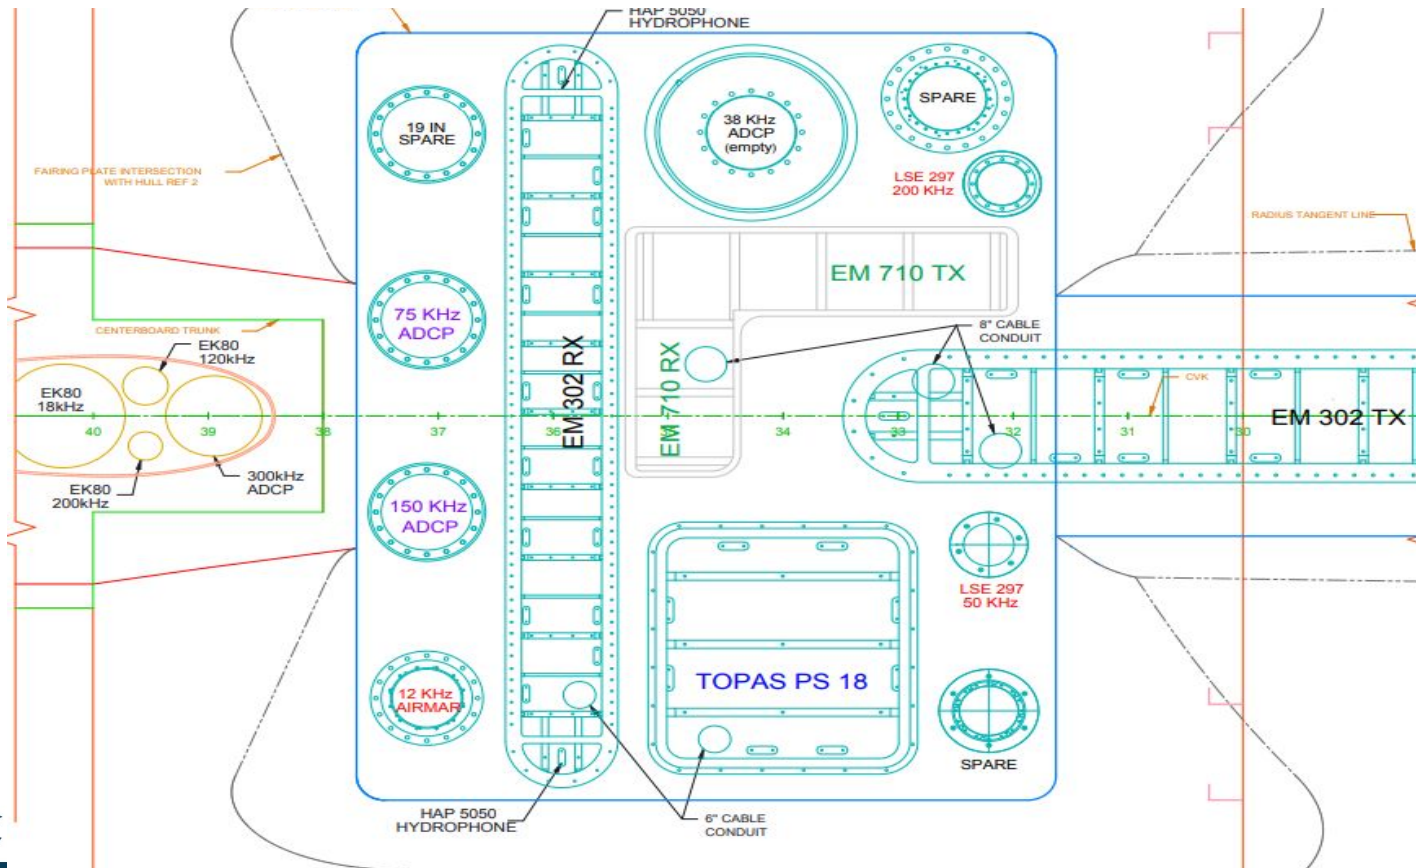 HAP 5050
HYDROPHONE
19 IN
SPARE
38 KHz
ADCP
(empty)
SPARE
LSE 297
200 KHz
FAIRING PLATE INTERSECTION
WITH HULL REF 2
RADIUS TANGENT LINE
EM 710 TX
75 KHz
ADCP
8" CABLE
CONDUIT
CENTERBOARD TRUNK
EK80
120kHz
EM 302 RX
EM 710 RX
CVK
EK80
18kHz
40
39
38
37
36
34
33
32
31
30
EM 302 TX
EK80
200kHz
300kHz
ADCP
150 KHz
ADCP
LSE 297
50 KHz
12 KHz
AIRMAR
TOPAS PS 18
SPARE
HAP 5050
HYDROPHONE
6" CABLE
CONDUIT